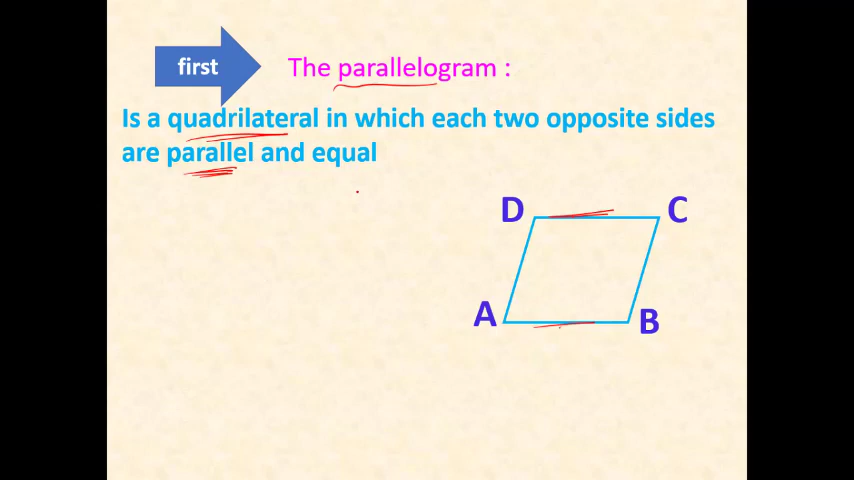 first
The parallelogram :
Is a quadrilateral in which each two opposite sides
are parallel and equal
D C
A B